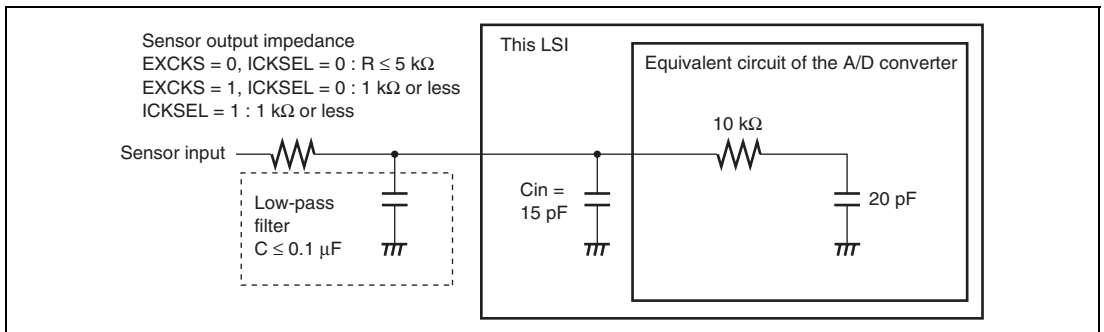 Sensor output impedance
EXCKS = 0, ICKSEL = 0 : R ≤ 5 kΩ
EXCKS = 1, ICKSEL = 0 : 1 kΩ or less
ICKSEL = 1 : 1 kΩ or less
This LSI
Equivalent circuit of the A/D converter
10 kΩ
Sensor input
Low-pass
filter
C ≤ 0.1 μF
Cin =
15 pF
20 pF